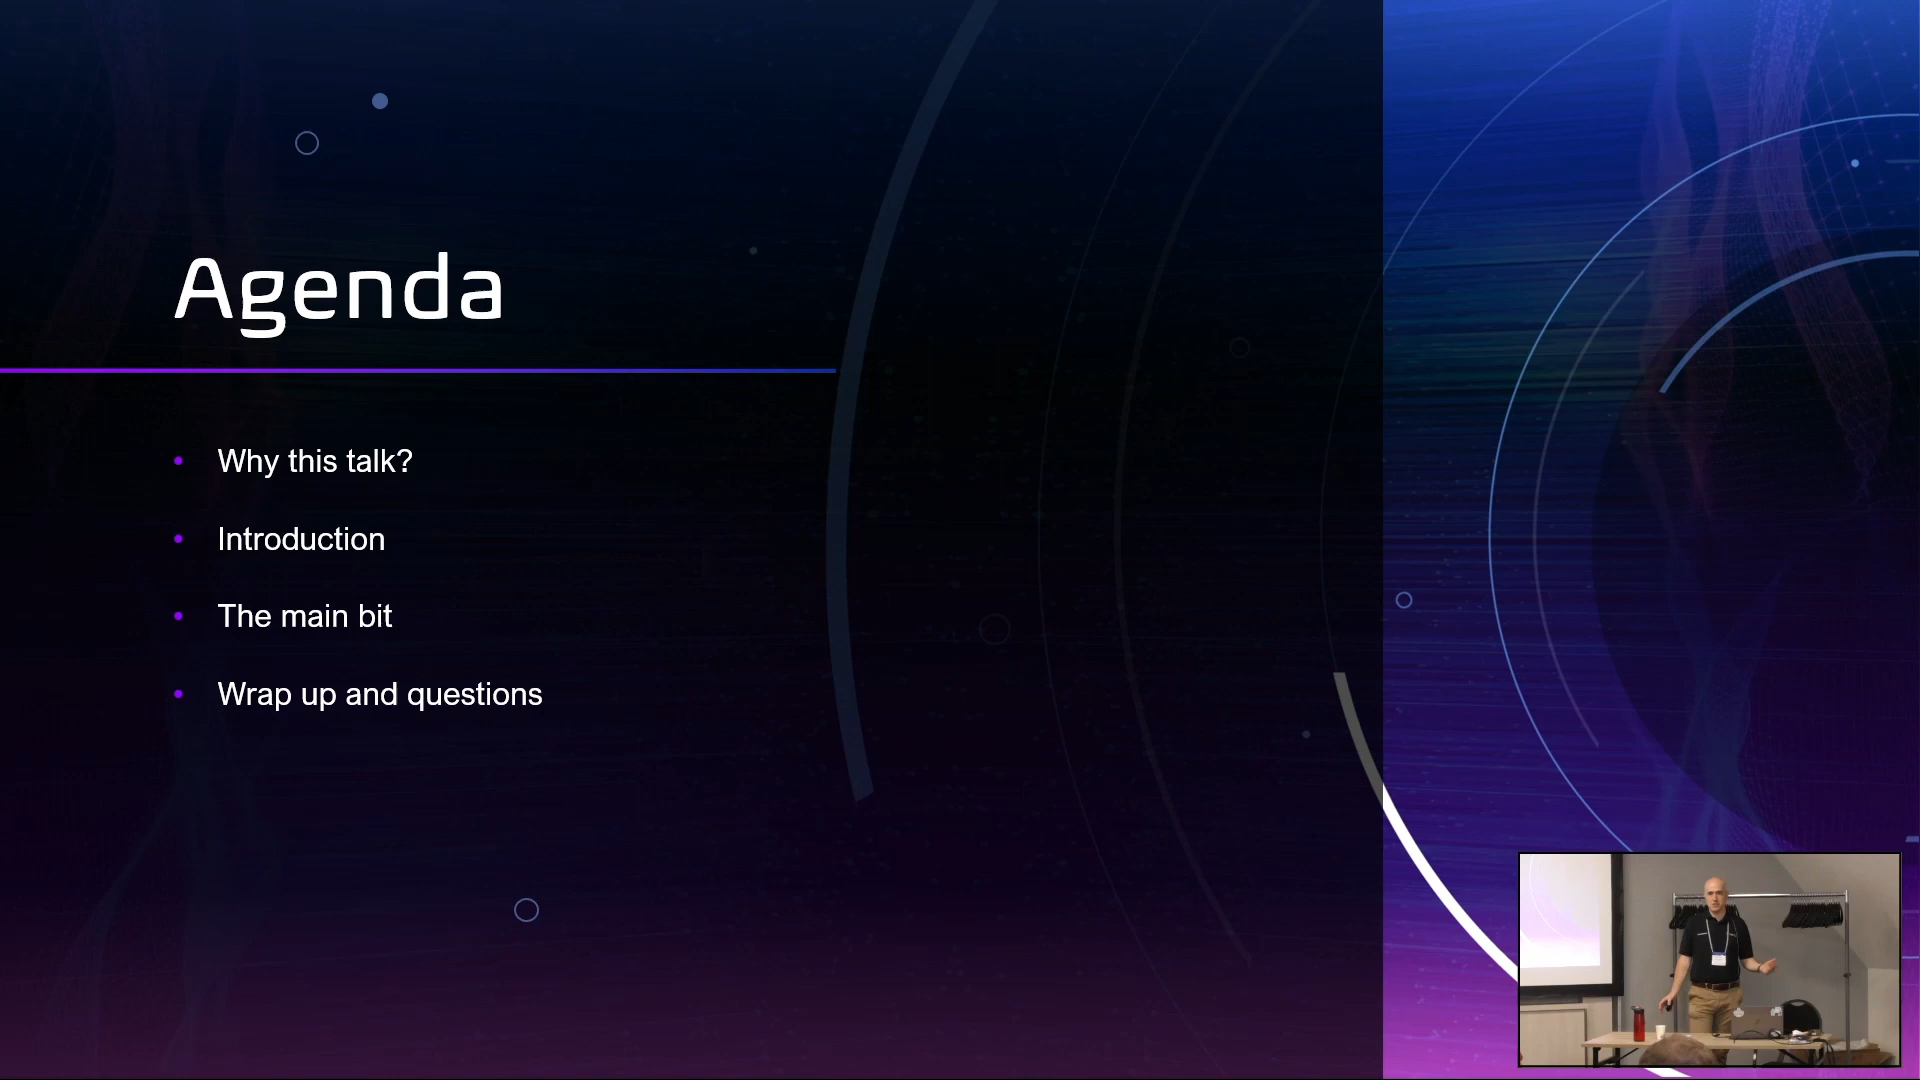 Agenda
Why this talk?
Introduction
The main bit
Wrap up and questions